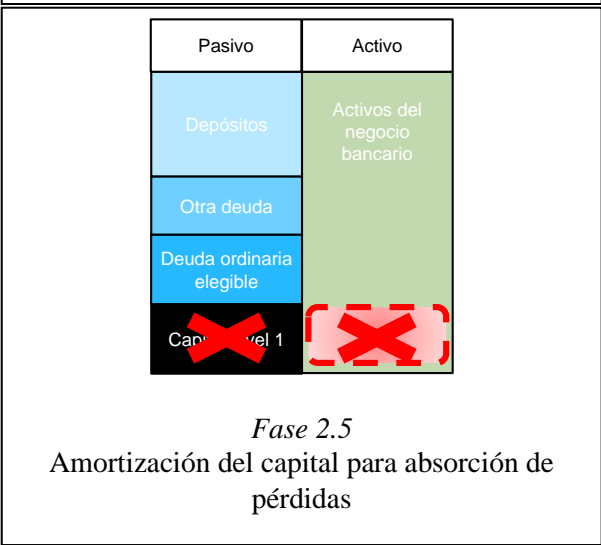 Pasivo
Activo
Depósitos
Activos del
negocio
bancario
Otra deuda
Deuda ordinaria
elegible
1
Fase 2.5
Amortización del capital para absorción de
pérdidas